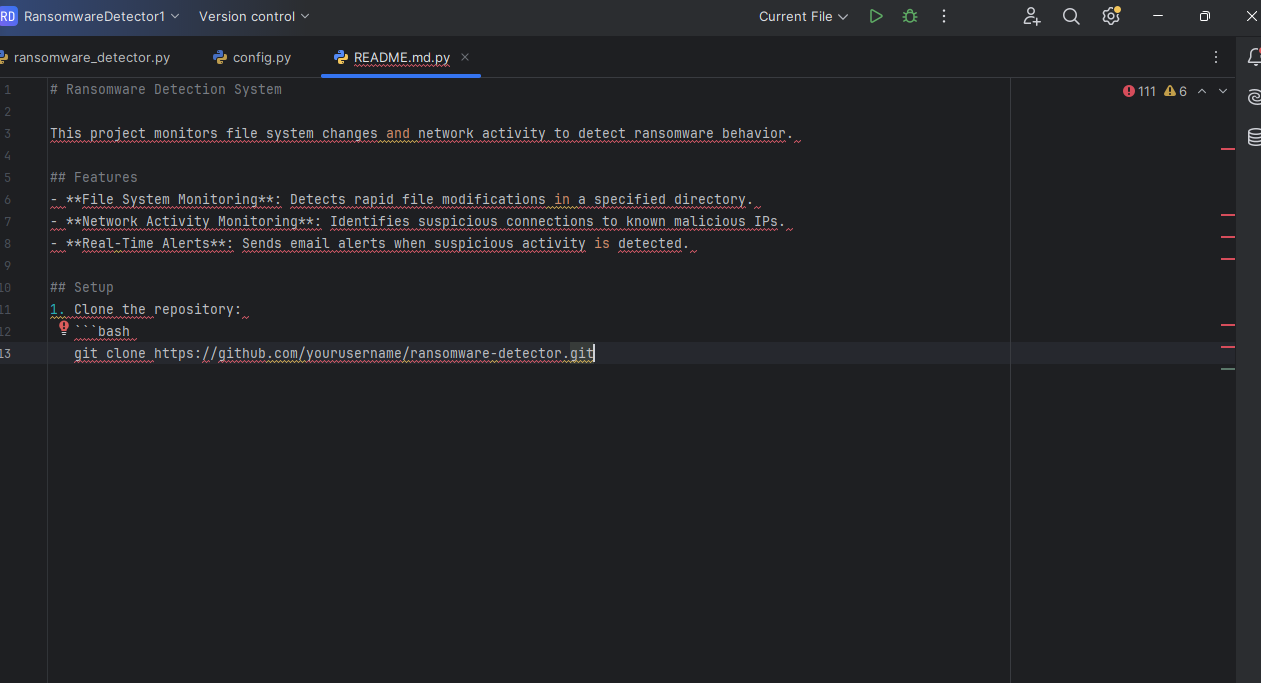 RD RansomwareDetector1 Version control Current File
ransomware_detector.py config.py README.md.py
111 6
1 # Ransomware Detection System
2
3 This project monitors file system changes and network activity to detect ransomware behavior.
4
5 ## Features
6 - **File System Monitoring**: Detects rapid file modifications in a specified directory.
7 - **Network Activity Monitoring**: Identifies suspicious connections to known malicious IPs.
8 - **Real-Time Alerts**: Sends email alerts when suspicious activity is detected.
9
10 ## Setup
11 1. Clone the repository:
12 ```bash
13 git clone https://github.com/yourusername/ransomware-detector.git